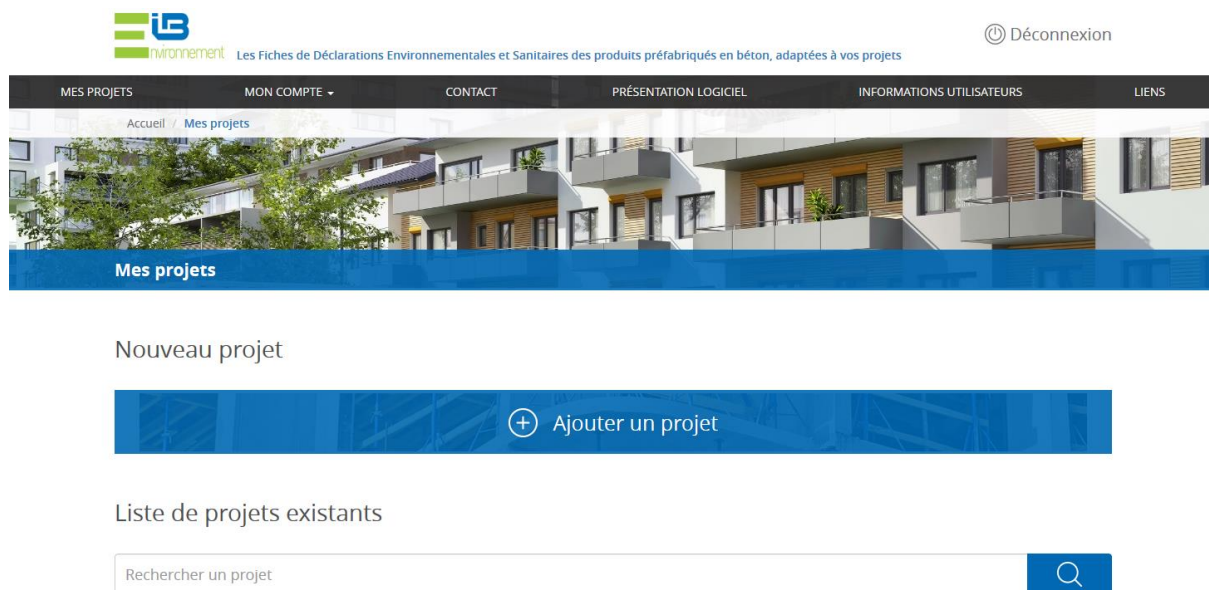 iB
nvironnement
Les Fiches de Déclarations Environnementales et Sanitaires des produits préfabriqués en béton, adaptées à vos projets
Déconnexion
MES PROJETS MON COMPTE CONTACT PRÉSENTATION LOGICIEL INFORMATIONS UTILISATEURS LIENS
Accueil / Mes projets
Mes projets
Nouveau projet
Ajouter un projet
Liste de projets existants
Rechercher un projet